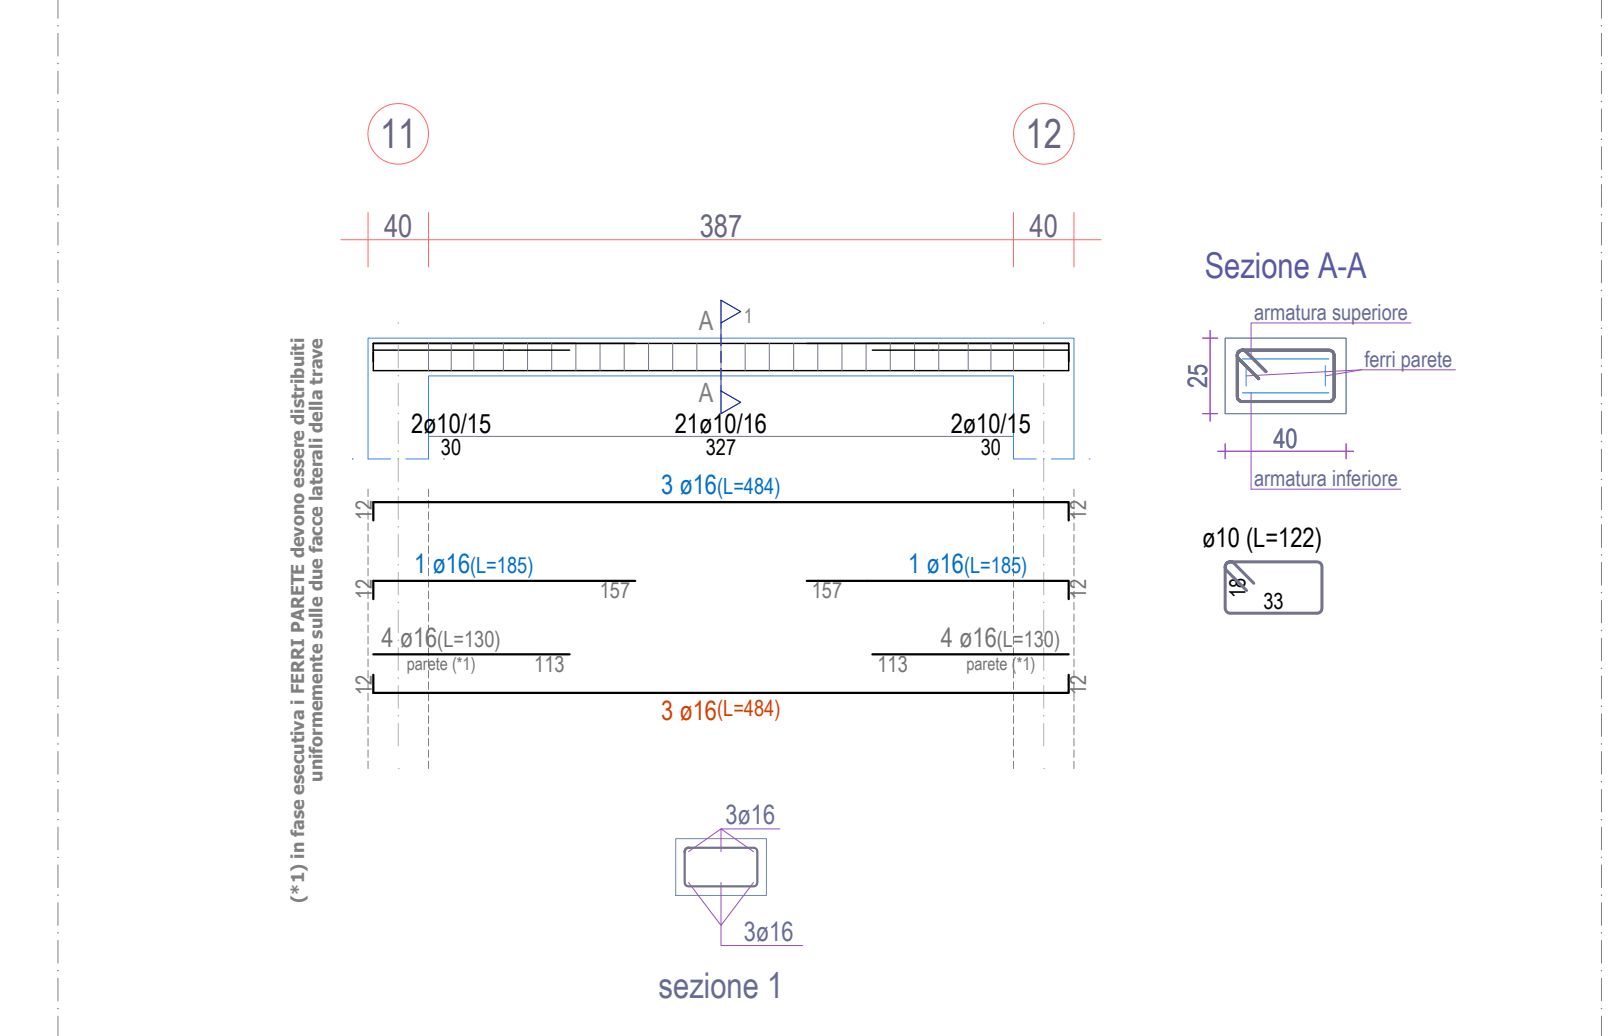 11
12
40
387
40
Sezione A-A
armatura superiore
ferri parete
25
40
armatura inferiore
A
1
A
2ø10/15
21ø10/16
2ø10/15
30
327
30
3 ø16(L=484)
12
12
1 ø16(L=185)
1 ø16(L=185)
12
157
157
12
ø10 (L=122)
18
33
4 ø16(L=130)
4 ø16(L=130)
parete (*1)
113
113
parete (*1)
12
12
3 ø16(L=484)
(*1) in fase esecutiva i FERRI PARETE devono essere distribuiti
uniformemente sulle due facce laterali della trave
3ø16
3ø16
sezione 1